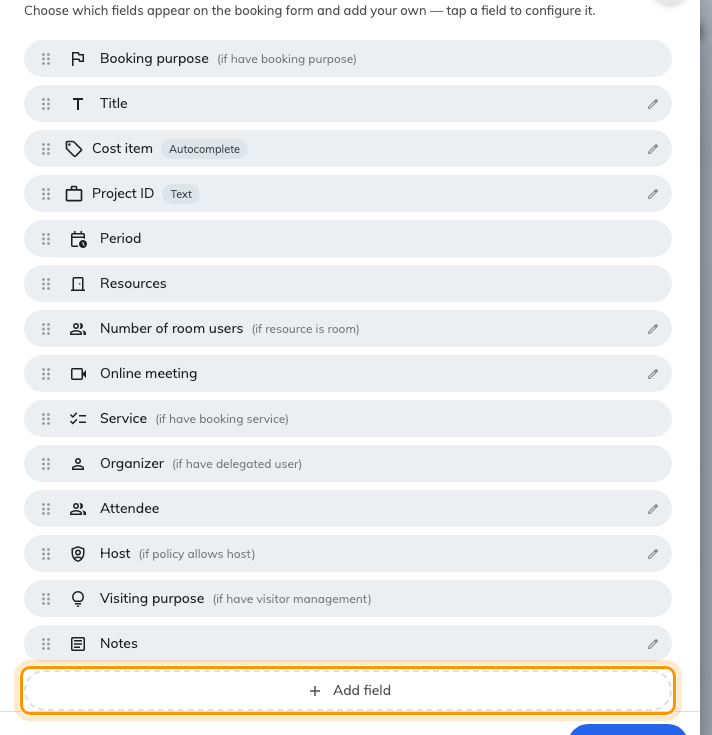 Choose which fields appear on the booking form and add your own — tap a field to configure it.
Booking purpose (if have booking purpose)
Title
Cost item Autocomplete
Project ID Text
Period
Resources
Number of room users (if resource is room)
Online meeting
Service (if have booking service)
Organizer (if have delegated user)
Attendee
Host (if policy allows host)
Visiting purpose (if have visitor management)
Notes
+ Add field